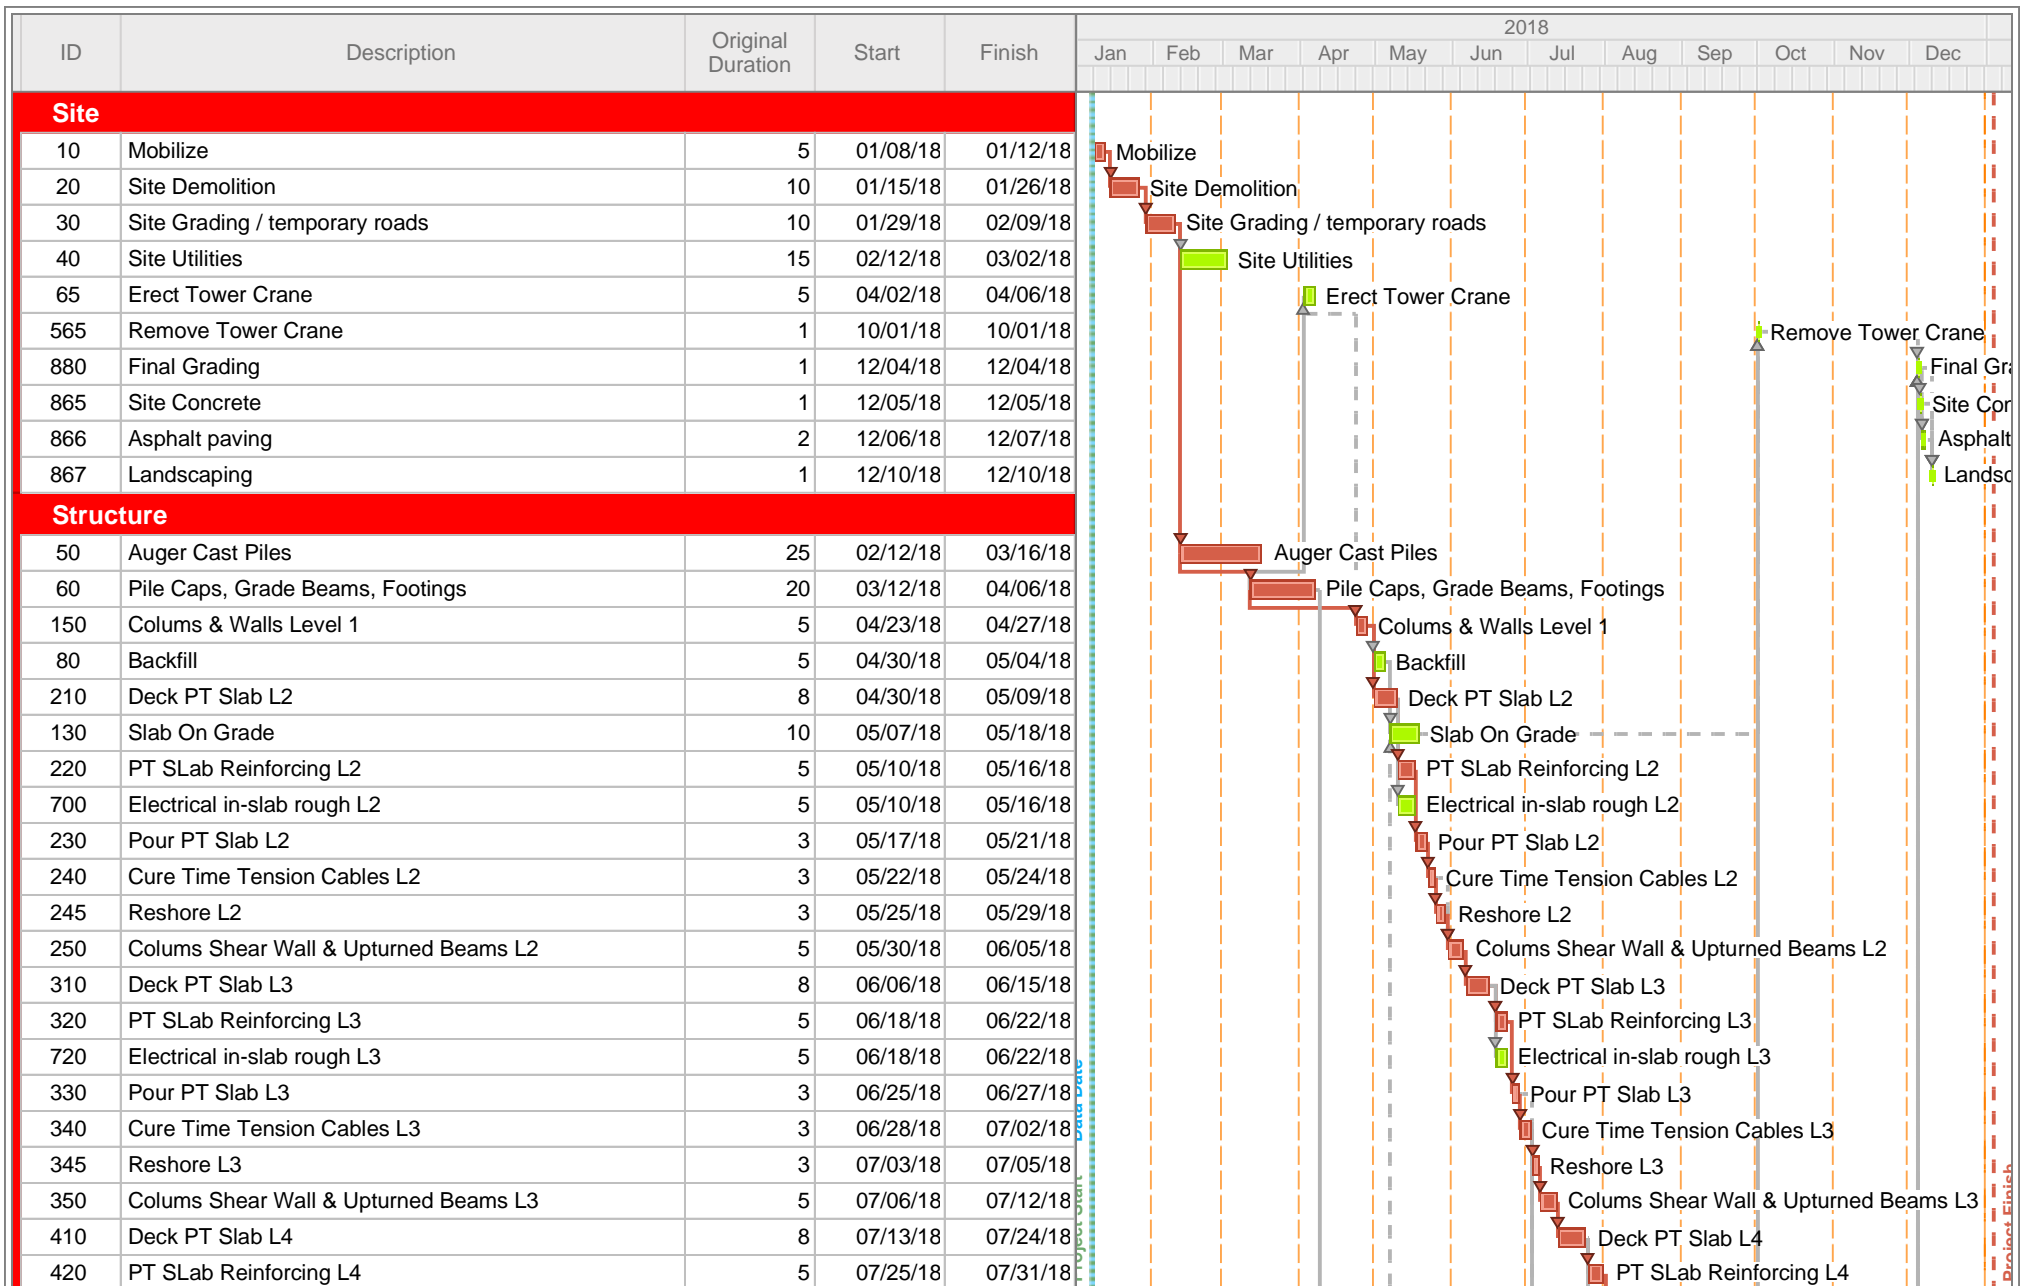 2018
ID Description Original Duration Start Finish Jan Feb Mar Apr May Jun Jul Aug Sep Oct Nov Dec
Site
10 Mobilize 5 01/08/18 01/12/18 Mobilize
20 Site Demolition 10 01/15/18 01/26/18 Site Demolition
30 Site Grading / temporary roads 10 01/29/18 02/09/18 Site Grading / temporary roads
40 Site Utilities 15 02/12/18 03/02/18 Site Utilities
65 Erect Tower Crane 5 04/02/18 04/06/18 Erect Tower Crane
565 Remove Tower Crane 1 10/01/18 10/01/18 Remove Tower Crane
880 Final Grading 1 12/04/18 12/04/18 Final Gra
865 Site Concrete 1 12/05/18 12/05/18 Site Con
866 Asphalt paving 2 12/06/18 12/07/18 Asphalt
867 Landscaping 1 12/10/18 12/10/18 Landsc
Structure
50 Auger Cast Piles 25 02/12/18 03/16/18 Auger Cast Piles
60 Pile Caps, Grade Beams, Footings 20 03/12/18 04/06/18 Pile Caps, Grade Beams, Footings
150 Colums & Walls Level 1 5 04/23/18 04/27/18 Colums & Walls Level 1
80 Backfill 5 04/30/18 05/04/18 Backfill
210 Deck PT Slab L2 8 04/30/18 05/09/18 Deck PT Slab L2
130 Slab On Grade 10 05/07/18 05/18/18 Slab On Grade
220 PT SLab Reinforcing L2 5 05/10/18 05/16/18 PT SLab Reinforcing L2
700 Electrical in-slab rough L2 5 05/10/18 05/16/18 Electrical in-slab rough L2
230 Pour PT Slab L2 3 05/17/18 05/21/18 Pour PT Slab L2
240 Cure Time Tension Cables L2 3 05/22/18 05/24/18 Cure Time Tension Cables L2
245 Reshore L2 3 05/25/18 05/29/18 Reshore L2
250 Colums Shear Wall & Upturned Beams L2 5 05/30/18 06/05/18 Colums Shear Wall & Upturned Beams L2
310 Deck PT Slab L3 8 06/06/18 06/15/18 Deck PT Slab L3
320 PT SLab Reinforcing L3 5 06/18/18 06/22/18 PT SLab Reinforcing L3
720 Electrical in-slab rough L3 5 06/18/18 06/22/18 Electrical in-slab rough L3
330 Pour PT Slab L3 3 06/25/18 06/27/18 Pour PT Slab L3
340 Cure Time Tension Cables L3 3 06/28/18 07/02/18 Cure Time Tension Cables L3
345 Reshore L3 3 07/03/18 07/05/18 Reshore L3
350 Colums Shear Wall & Upturned Beams L3 5 07/06/18 07/12/18 Colums Shear Wall & Upturned Beams L3
410 Deck PT Slab L4 8 07/13/18 07/24/18 Deck PT Slab L4
420 PT SLab Reinforcing L4 5 07/25/18 07/31/18 PT SLab Reinforcing L4
Data Date
Project Start
Project Finish